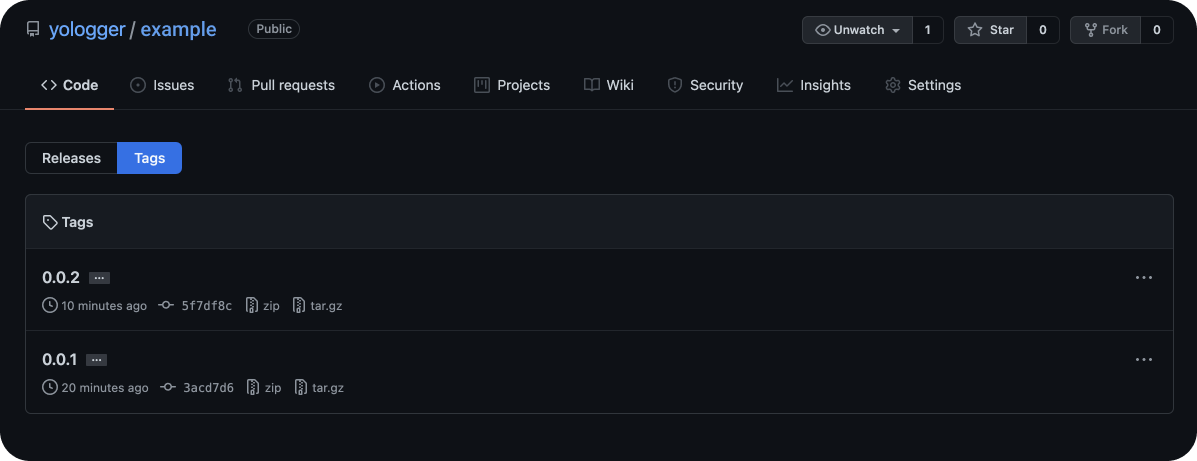 yologger / example Public Unwatch 1 Star 0 Fork 0
Code Issues Pull requests Actions Projects Wiki Security Insights Settings
Releases Tags
Tags
0.0.2 ...
10 minutes ago 5f7df8c zip tar.gz
0.0.1 ...
20 minutes ago 3acd7d6 zip tar.gz